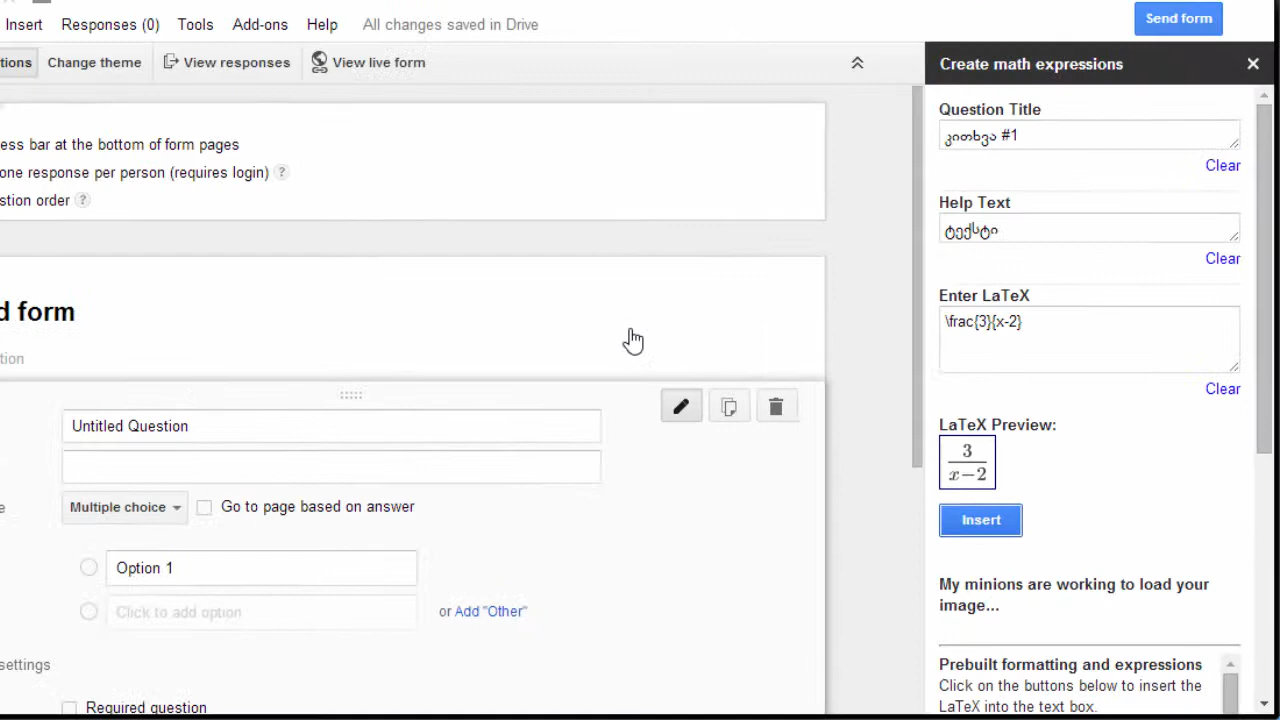 Insert Responses (0) Tools Add-ons Help All changes saved in Drive
Send form
tions Change theme View responses View live form
Create math expressions
ess bar at the bottom of form pages
one response per person (requires login) ?
stion order ?
d form
tion
Untitled Question
e Multiple choice Go to page based on answer
Option 1
Click to add option or Add "Other"
settings
Required question
Question Title
კითხვა #1
Clear
Help Text
ტექსტი
Clear
Enter LaTeX
\frac{3}{x-2}
Clear
LaTeX Preview:
3
x−2
Insert
My minions are working to load your
image...
Prebuilt formatting and expressions
Click on the buttons below to insert the
LaTeX into the text box.